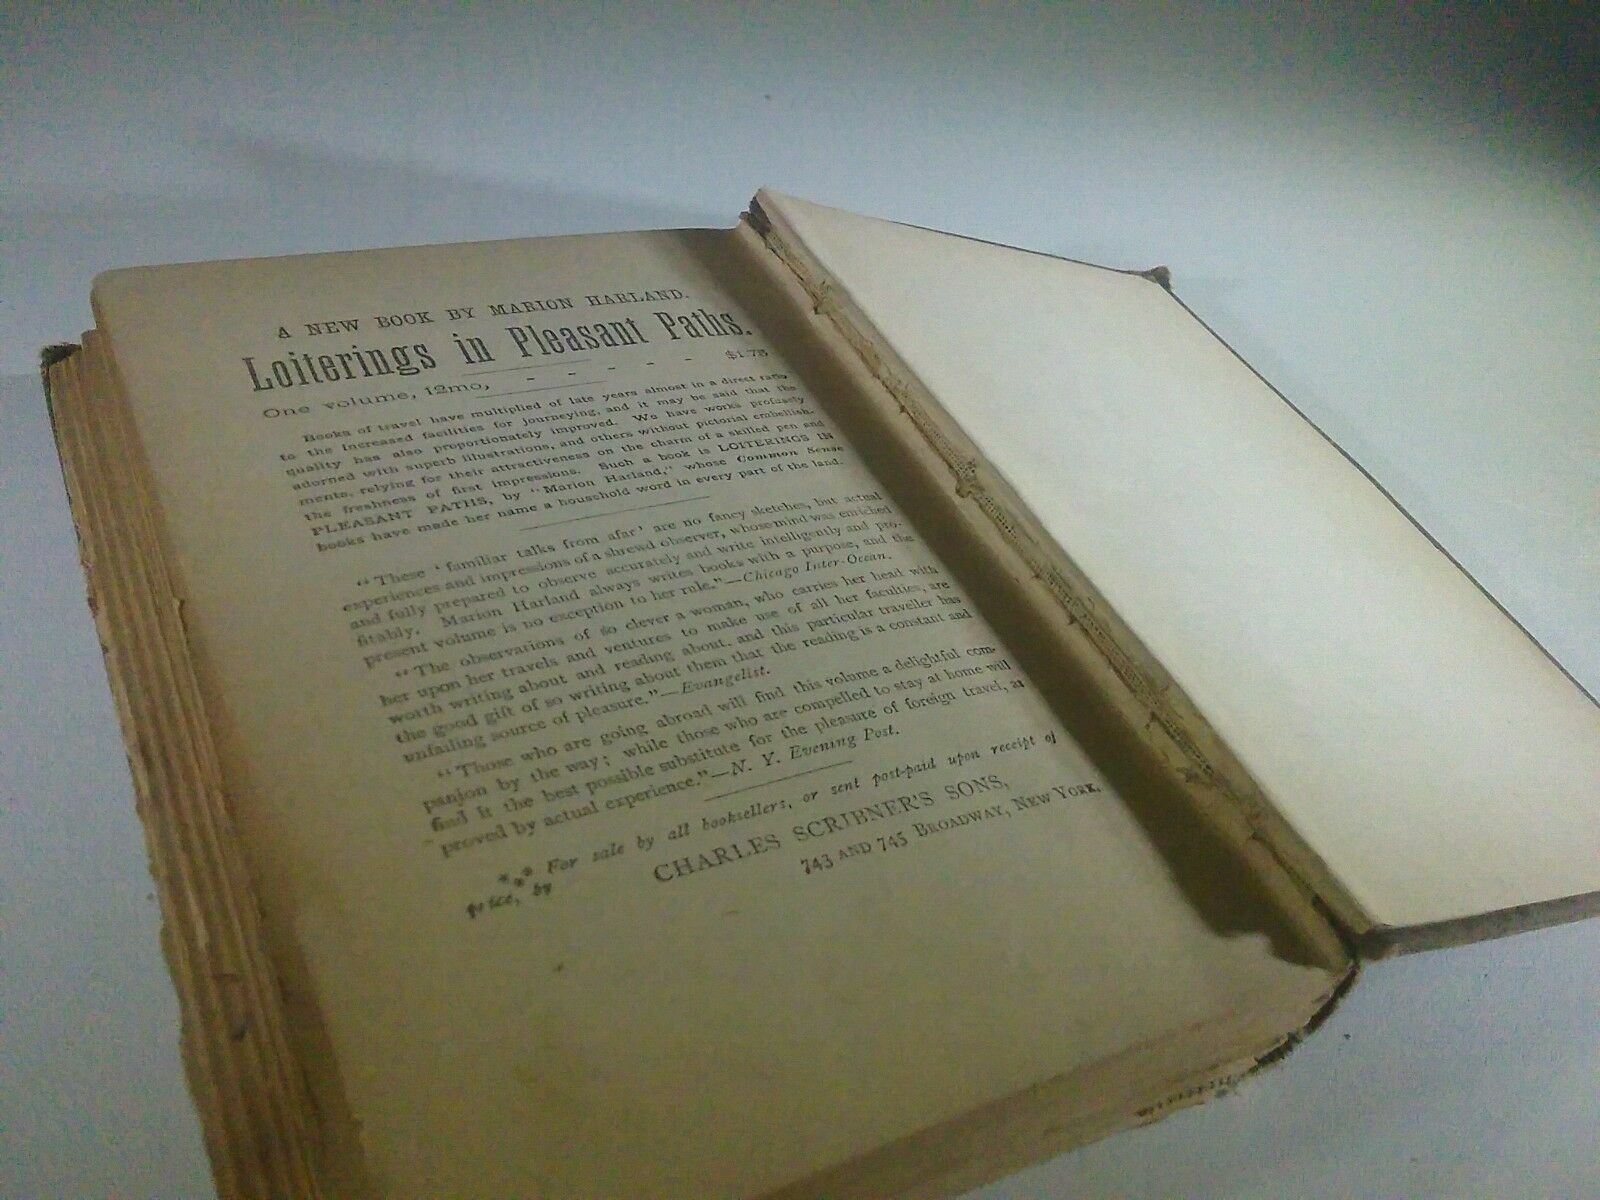 A NEW BOOK BY MARION HARLAND.
Loiterings in Pleasant Paths.
One volume, 12mo, - - - - - $1.75
Books of travel have multiplied of late years almost in a direct ratio
to the increased facilities for journeying, and it may be said that the
quality has also proportionately improved. We have works profusely
adorned with superb illustrations, and others without pictorial embellish-
ments, relying for their attractiveness on the charm of a skilled pen and
the freshness of first impressions. Such a book is LOITERINGS IN
PLEASANT PATHS, by "Marion Harland," whose Common Sense
books have made her name a household word in every part of the land.
"These 'familiar talks from afar' are no fancy sketches, but actual
experiences and impressions of a shrewd observer, whose mind was enriched
and fully prepared to observe accurately and write intelligently and pro-
fitably. Marion Harland always writes books with a purpose, and the
present volume is no exception to her rule."—Chicago Inter-Ocean.
"The observations of so clever a woman, who carries her head with
her upon her travels and ventures to make use of all her faculties, are
worth writing about and reading about, and this particular traveller has
the good gift of so writing about them that the reading is a constant and
unfailing source of pleasure."—Evangelist.
"Those who are going abroad will find this volume a delightful com-
panion by the way; while those who are compelled to stay at home will
find it the best possible substitute for the pleasure of foreign travel, as
proved by actual experience."—N. Y. Evening Post.
*** For sale by all booksellers, or sent post-paid upon receipt of
price, by
CHARLES SCRIBNER'S SONS,
743 AND 745 BROADWAY, NEW YORK.